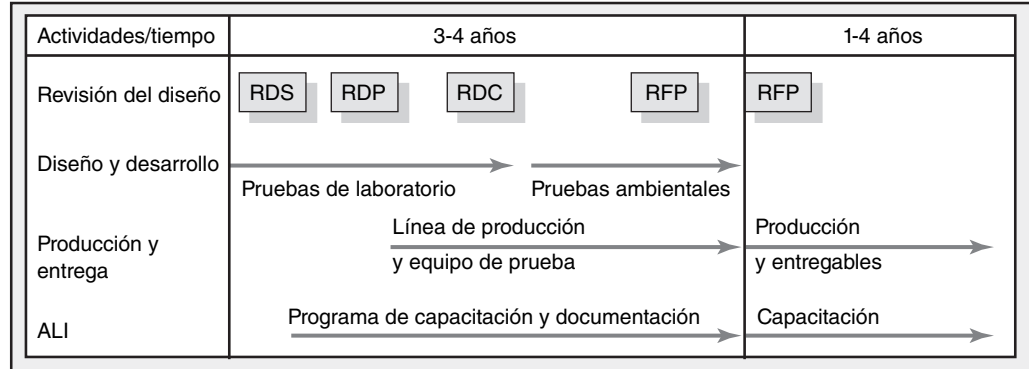 Actividades/tiempo
3-4 años
1-4 años
Revisión del diseño
RDS
RDP
RDC
RFP
RFP
Diseño y desarrollo
Pruebas de laboratorio
Pruebas ambientales
Producción y
entrega
Línea de producción
y equipo de prueba
Producción
y entregables
ALI
Programa de capacitación y documentación
Capacitación